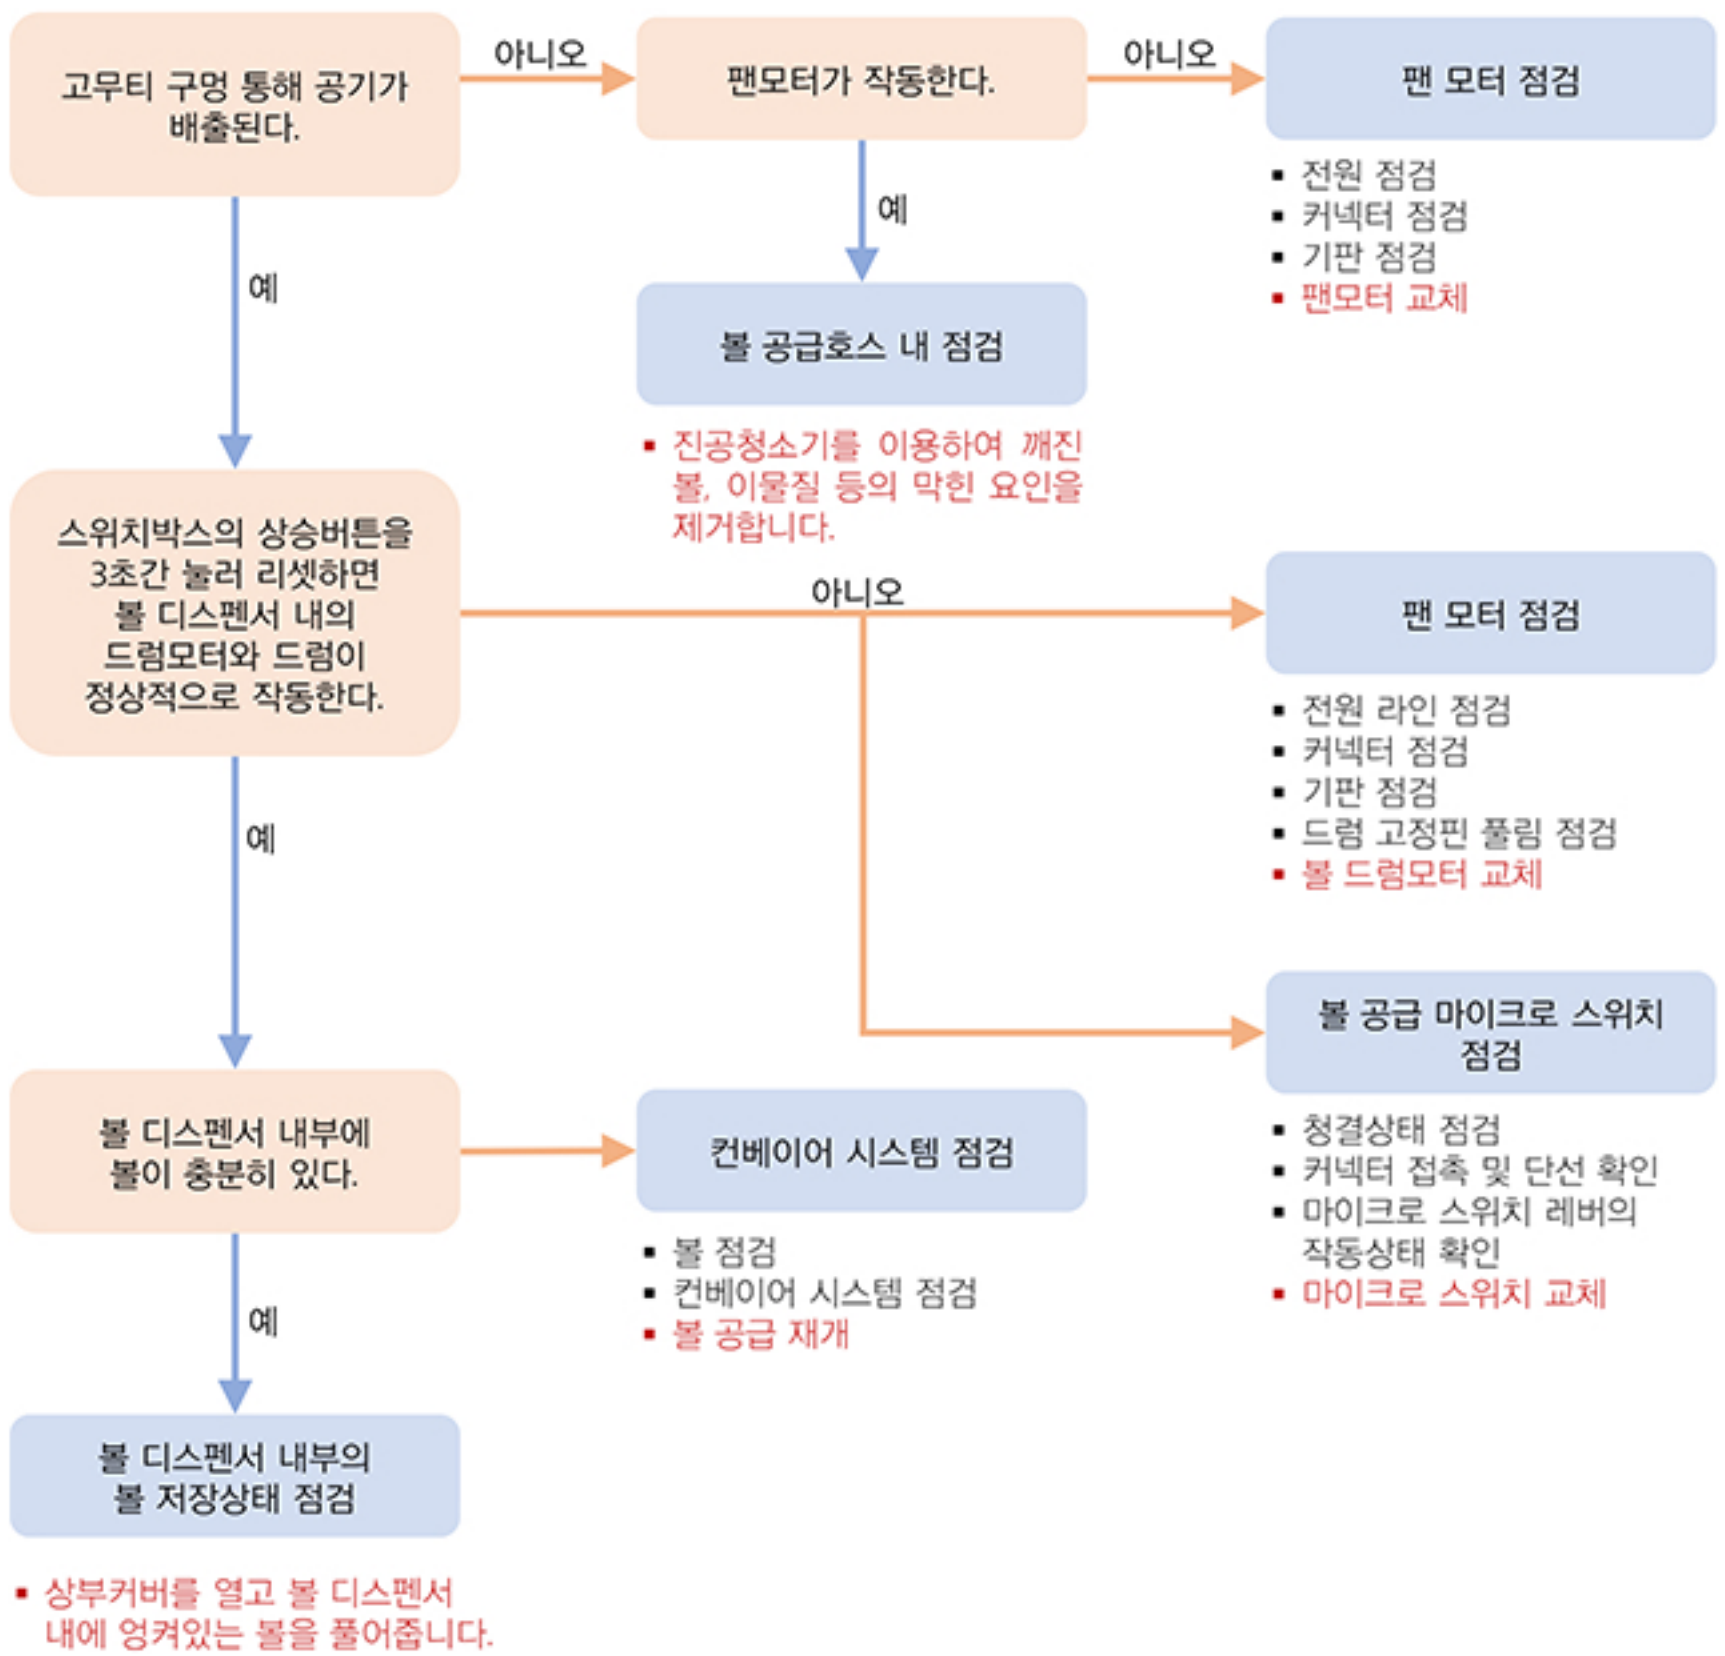 고무티 구멍 통해 공기가
배출된다.
아니오
팬모터가 작동한다.
아니오
팬 모터 점검
▪ 전원 점검
▪ 커넥터 점검
▪ 기판 점검
▪ 팬모터 교체
예
예
볼 공급호스 내 점검
▪ 진공청소기를 이용하여 깨진
볼, 이물질 등의 막힌 요인을
제거합니다.
스위치박스의 상승버튼을
3초간 눌러 리셋하면
볼 디스펜서 내의
드럼모터와 드럼이
정상적으로 작동한다.
아니오
팬 모터 점검
▪ 전원 라인 점검
▪ 커넥터 점검
▪ 기판 점검
▪ 드럼 고정핀 풀림 점검
▪ 볼 드럼모터 교체
예
볼 공급 마이크로 스위치
점검
▪ 청결상태 점검
▪ 커넥터 접촉 및 단선 확인
▪ 마이크로 스위치 레버의
작동상태 확인
▪ 마이크로 스위치 교체
볼 디스펜서 내부에
볼이 충분히 있다.
컨베이어 시스템 점검
▪ 볼 점검
▪ 컨베이어 시스템 점검
▪ 볼 공급 재개
예
볼 디스펜서 내부의
볼 저장상태 점검
▪ 상부커버를 열고 볼 디스펜서
내에 엉켜있는 볼을 풀어줍니다.